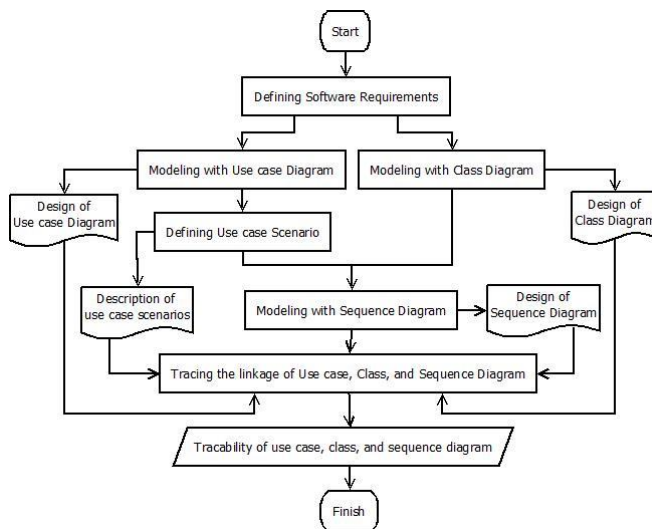 Start
Defining Software Requirements
Modeling with Use case Diagram
Modeling with Class Diagram
Design of
Use case Diagram
Design of
Class Diagram
Defining Use case Scenario
Description of
use case scenarios
Modeling with Sequence Diagram
Design of
Sequence Diagram
Tracing the linkage of Use case, Class, and Sequence Diagram
Tracability of use case, class, and sequence diagram
Finish